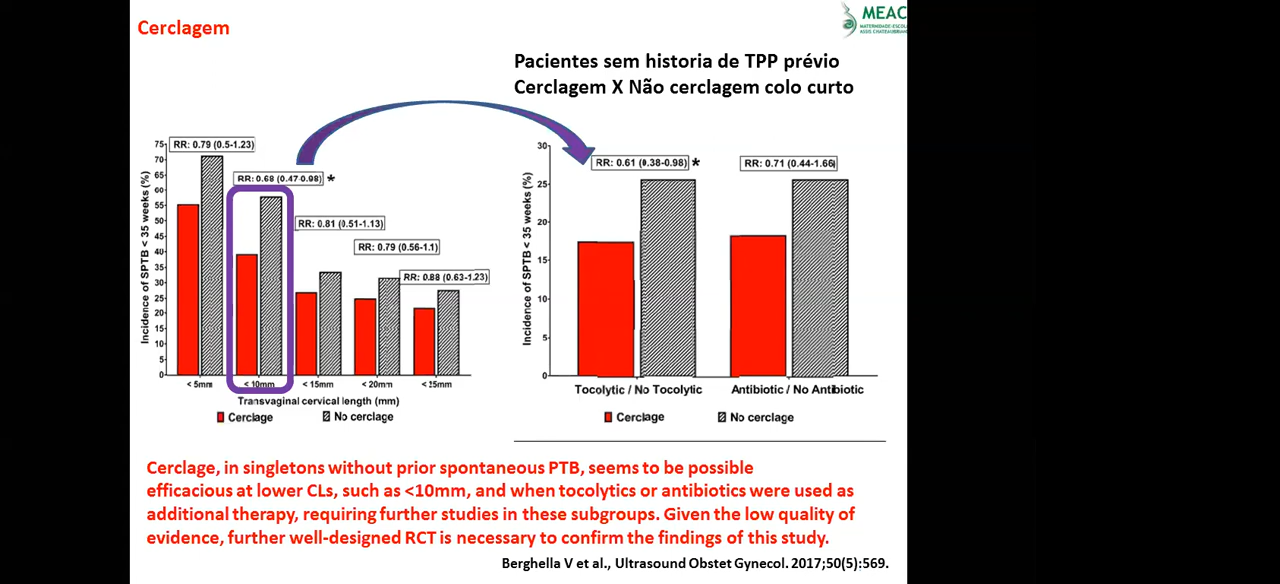 Cerclagem
MEAC
MATERNIDADE-ESCOLA
ASSIS CHATEAUBRIAND
Pacientes sem historia de TPP prévio
Cerclagem X Não cerclagem colo curto
Incidence of SPTB < 35 weeks (%)
75
70
65
60
55
50
45
40
35
30
25
20
15
10
5
0
RR: 0.79 (0.5-1.23)
RR: 0.68 (0.47-0.98) *
RR: 0.81 (0.51-1.13)
RR: 0.79 (0.56-1.1)
RR: 0.88 (0.63-1.23)
< 5mm < 10mm < 15mm < 20mm
Transvaginal cervical length (mm)
Cerclage No cerclage
Incidence of SPTB < 35 weeks (%)
30
25
20
15
10
5
0
RR: 0.61 (0.38-0.98) *
RR: 0.71 (0.44-1.66)
Tocolytic / No Tocolytic Antibiotic / No Antibiotic
Cerclage No cerclage
Cerclage, in singletons without prior spontaneous PTB, seems to be possible
efficacious at lower CLs, such as <10mm, and when tocolytics or antibiotics were used as
additional therapy, requiring further studies in these subgroups. Given the low quality of
evidence, further well-designed RCT is necessary to confirm the findings of this study.
Berghella V et al., Ultrasound Obstet Gynecol. 2017;50(5):569.